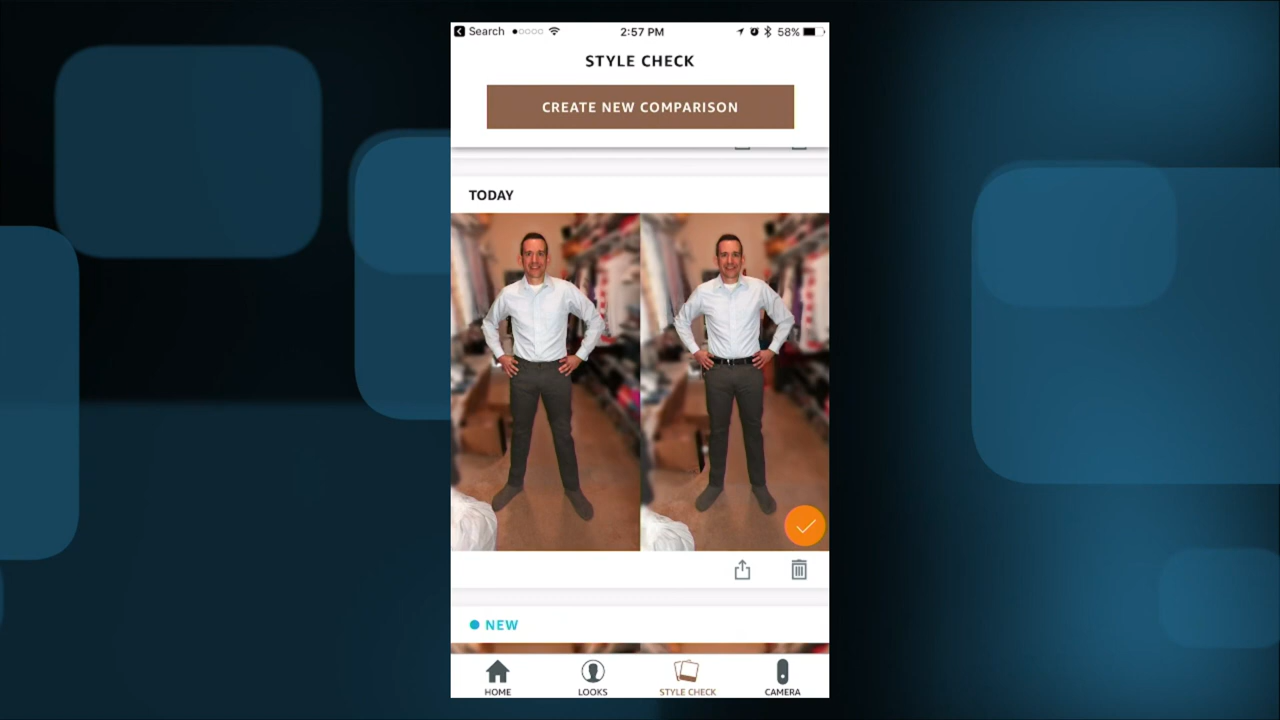 Search 2:57 PM 58%
STYLE CHECK
CREATE NEW COMPARISON
TODAY
NEW
HOME LOOKS STYLE CHECK CAMERA